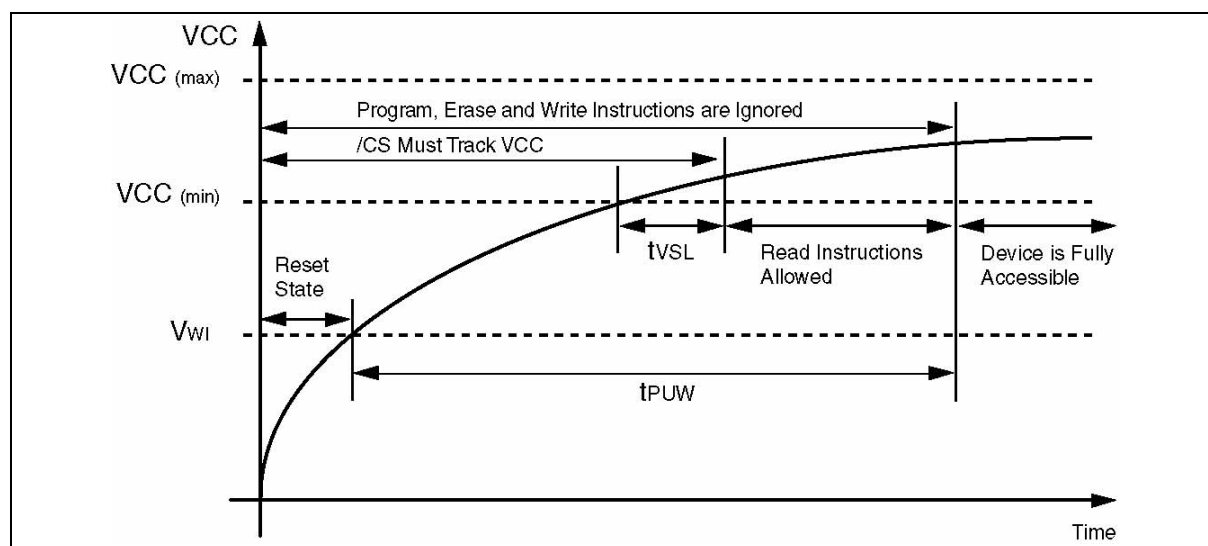 VCC
VCC (max)
Program, Erase and Write Instructions are Ignored
/CS Must Track VCC
VCC (min)
tVSL
Read Instructions
Allowed
Device is Fully
Accessible
Reset
State
VWI
tPUW
Time